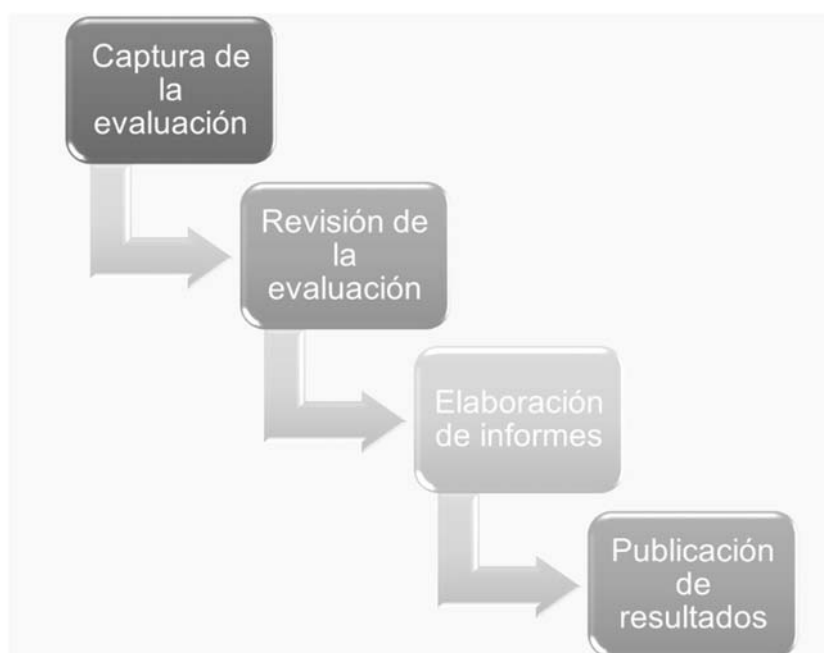 Captura de
la
evaluación
Revisión de
la
evaluación
Elaboración
de informes
Publicación
de
resultados